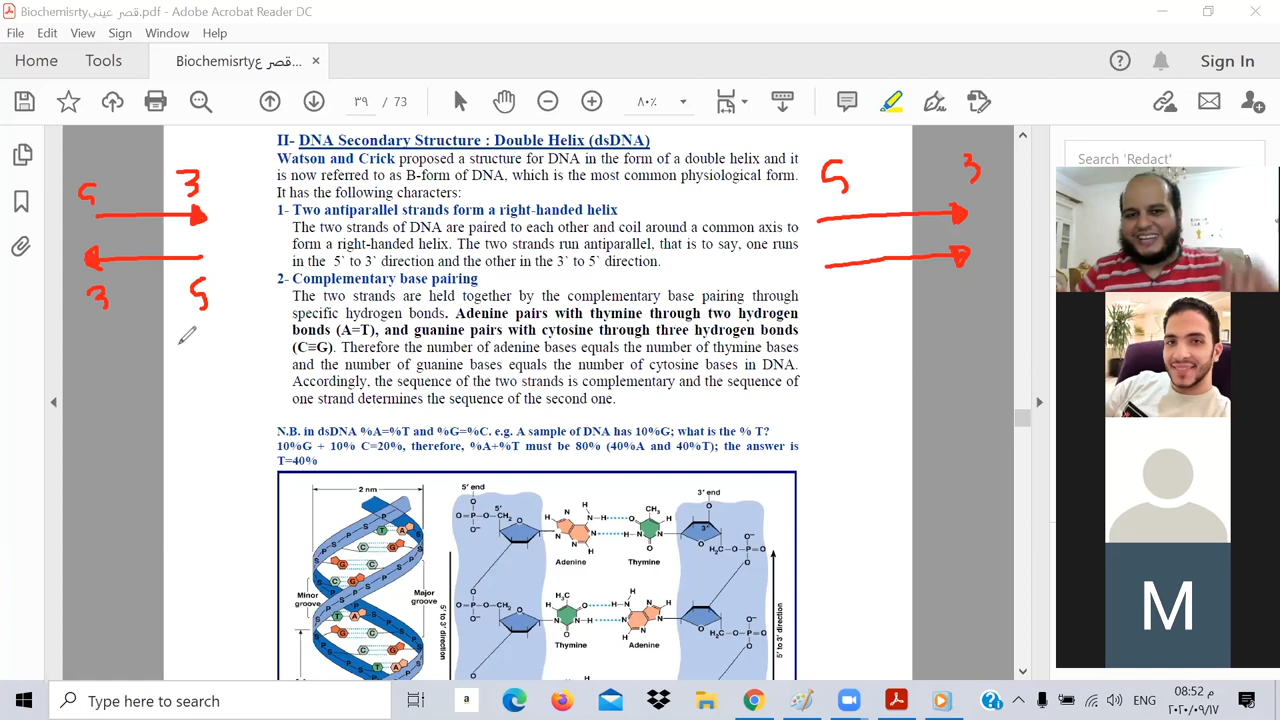 Biochemisrtyقصر عينى.pdf - Adobe Acrobat Reader DC
File Edit View Sign Window Help
Home Tools Biochemisrtyقصر ع... × Sign In
٣٩ / 73 ٨٠٪
Search 'Redact'
II- DNA Secondary Structure : Double Helix (dsDNA)
Watson and Crick proposed a structure for DNA in the form of a double helix and it
is now referred to as B-form of DNA, which is the most common physiological form.
It has the following characters:
1- Two antiparallel strands form a right-handed helix
The two strands of DNA are paired to each other and coil around a common axis to
form a right-handed helix. The two strands run antiparallel, that is to say, one runs
in the 5` to 3` direction and the other in the 3` to 5` direction.
2- Complementary base pairing
The two strands are held together by the complementary base pairing through
specific hydrogen bonds. Adenine pairs with thymine through two hydrogen
bonds (A=T), and guanine pairs with cytosine through three hydrogen bonds
(C≡G). Therefore the number of adenine bases equals the number of thymine bases
and the number of guanine bases equals the number of cytosine bases in DNA.
Accordingly, the sequence of the two strands is complementary and the sequence of
one strand determines the sequence of the second one.
N.B. in dsDNA %A=%T and %G=%C, e.g. A sample of DNA has 10%G; what is the % T?
10%G + 10% C=20%, therefore, %A+%T must be 80% (40%A and 40%T); the answer is
T=40%
5 3
3 5
5 3
2 nm
Minor
groove
Major
groove
5' end
3' end
5' to 3' direction
Adenine Thymine
Thymine Adenine
5' to 3' direction
M
Type here to search
a
ENG
08:52 م
٢٠٢٠/٠٩/١٧